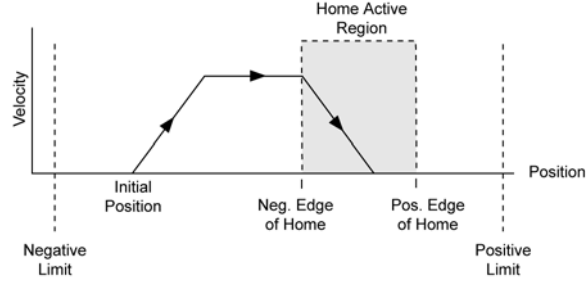 Home Active
Region
Velocity
Position
Initial
Position
Neg. Edge
of Home
Pos. Edge
of Home
Negative
Limit
Positive
Limit